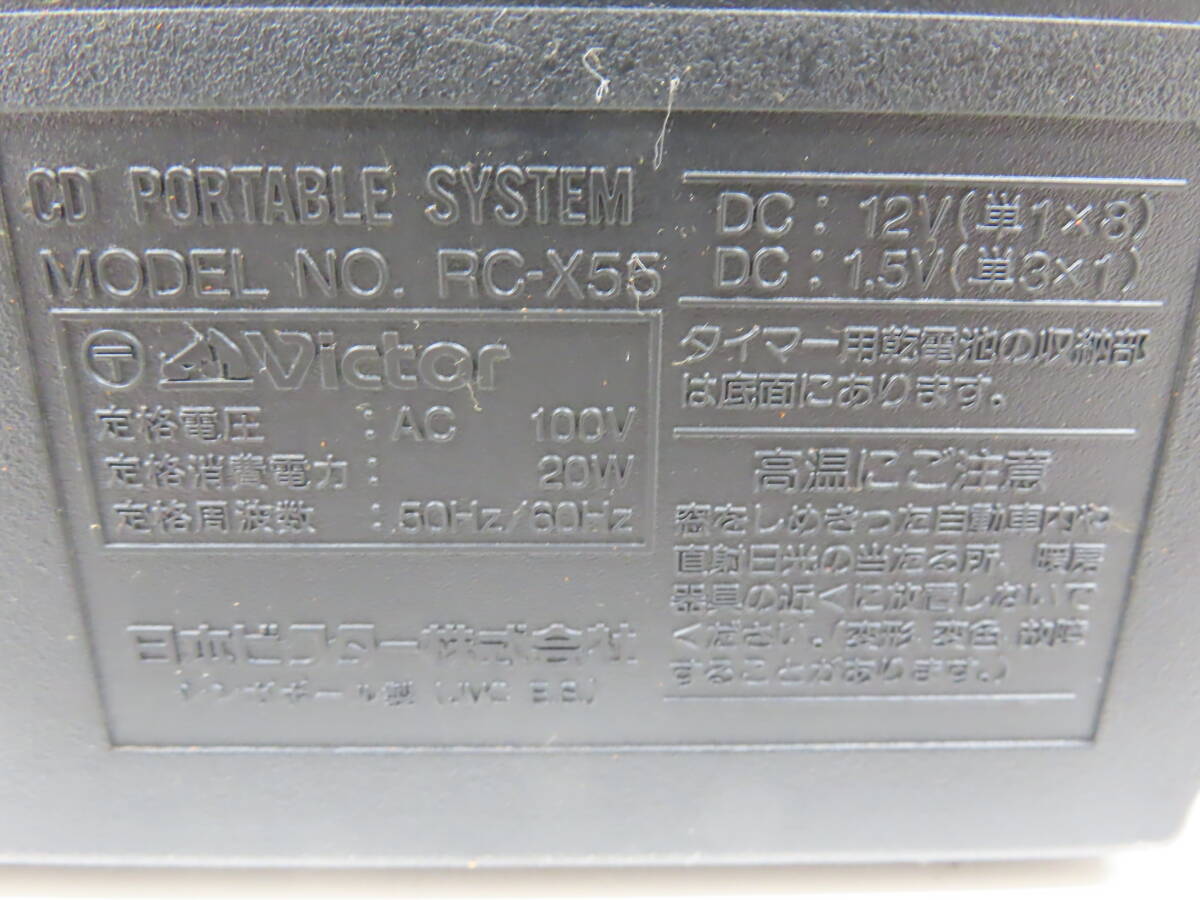 CD PORTABLE SYSTEM
MODEL NO. RC-X55
Victor
定格電圧 : AC 100V
定格消費電力 : 20W
定格周波数 : 50Hz/60Hz
日本ビクター株式会社
DC : 12V(単1×8)
DC : 1.5V(単3×1)
タイマー用乾電池の収納部
は底面にあります。
高温にご注意
窓をしめきった自動車内や
直射日光の当たる所、暖房
器具の近くに放置しないで
ください。(変形、変色、故障
することがあります。)